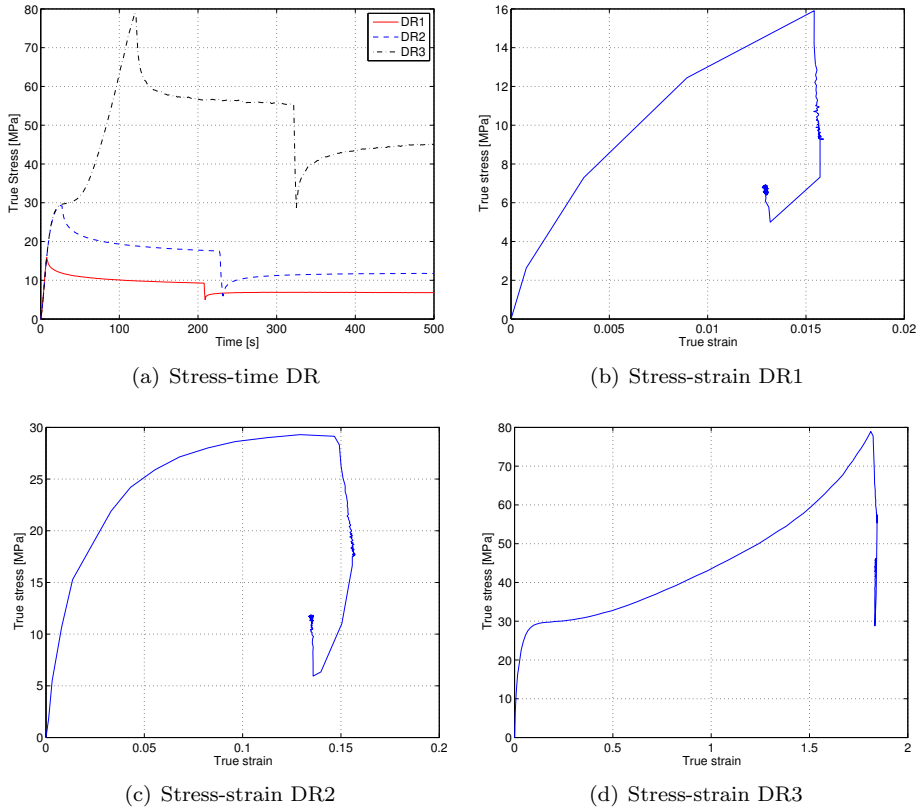 80
70
60
50
40
30
20
10
0
True Stress [MPa]
0 100 200 300 400 500
Time [s]
DR1
DR2
DR3
(a) Stress-time DR
16
14
12
10
8
6
4
2
0
True stress [MPa]
0 0.005 0.01 0.015 0.02
True strain
(b) Stress-strain DR1
30
25
20
15
10
5
0
True stress [MPa]
0 0.05 0.1 0.15 0.2
True strain
(c) Stress-strain DR2
80
70
60
50
40
30
20
10
0
True stress [MPa]
0 0.5 1 1.5 2
True strain
(d) Stress-strain DR3